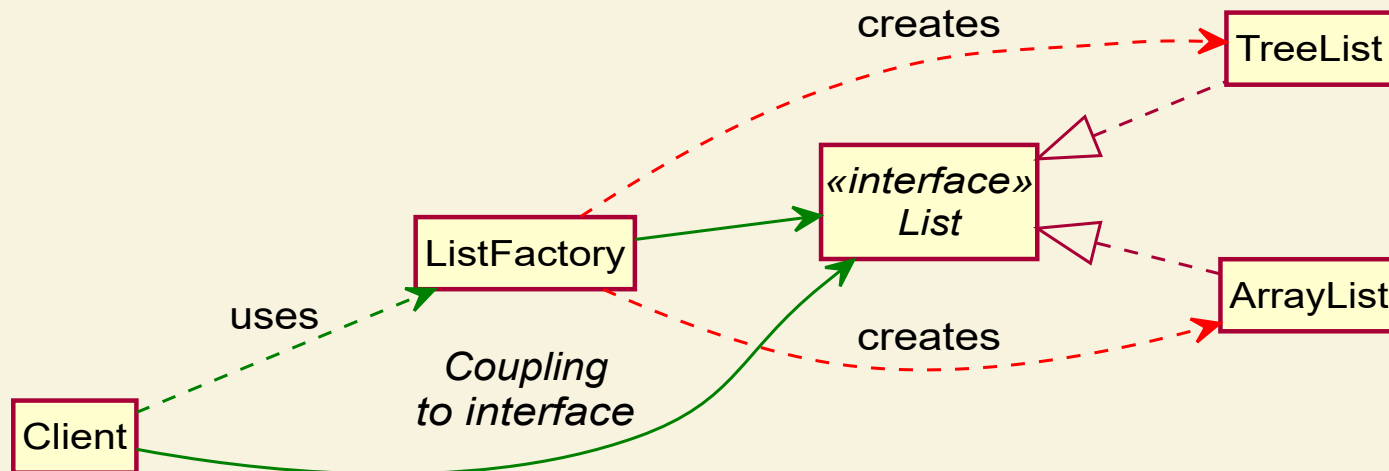 creates
TreeList
«interface»
List
ListFactory
ArrayList
uses
creates
Coupling
to interface
Client